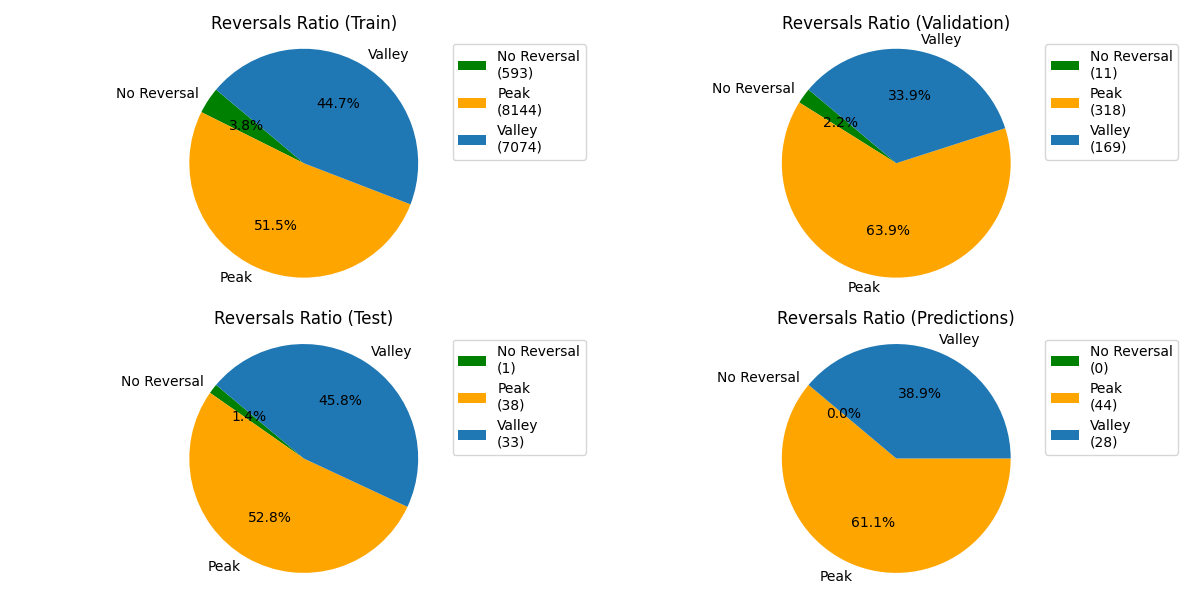 Reversals Ratio (Train)
Valley
No Reversal
44.7%
3.8%
51.5%
Peak
No Reversal
(593)
Peak
(8144)
Valley
(7074)
Reversals Ratio (Validation)
Valley
No Reversal
33.9%
2.2%
63.9%
Peak
No Reversal
(11)
Peak
(318)
Valley
(169)
Reversals Ratio (Test)
Valley
No Reversal
45.8%
1.4%
52.8%
Peak
No Reversal
(1)
Peak
(38)
Valley
(33)
Reversals Ratio (Predictions)
Valley
No Reversal
38.9%
0.0%
61.1%
Peak
No Reversal
(0)
Peak
(44)
Valley
(28)